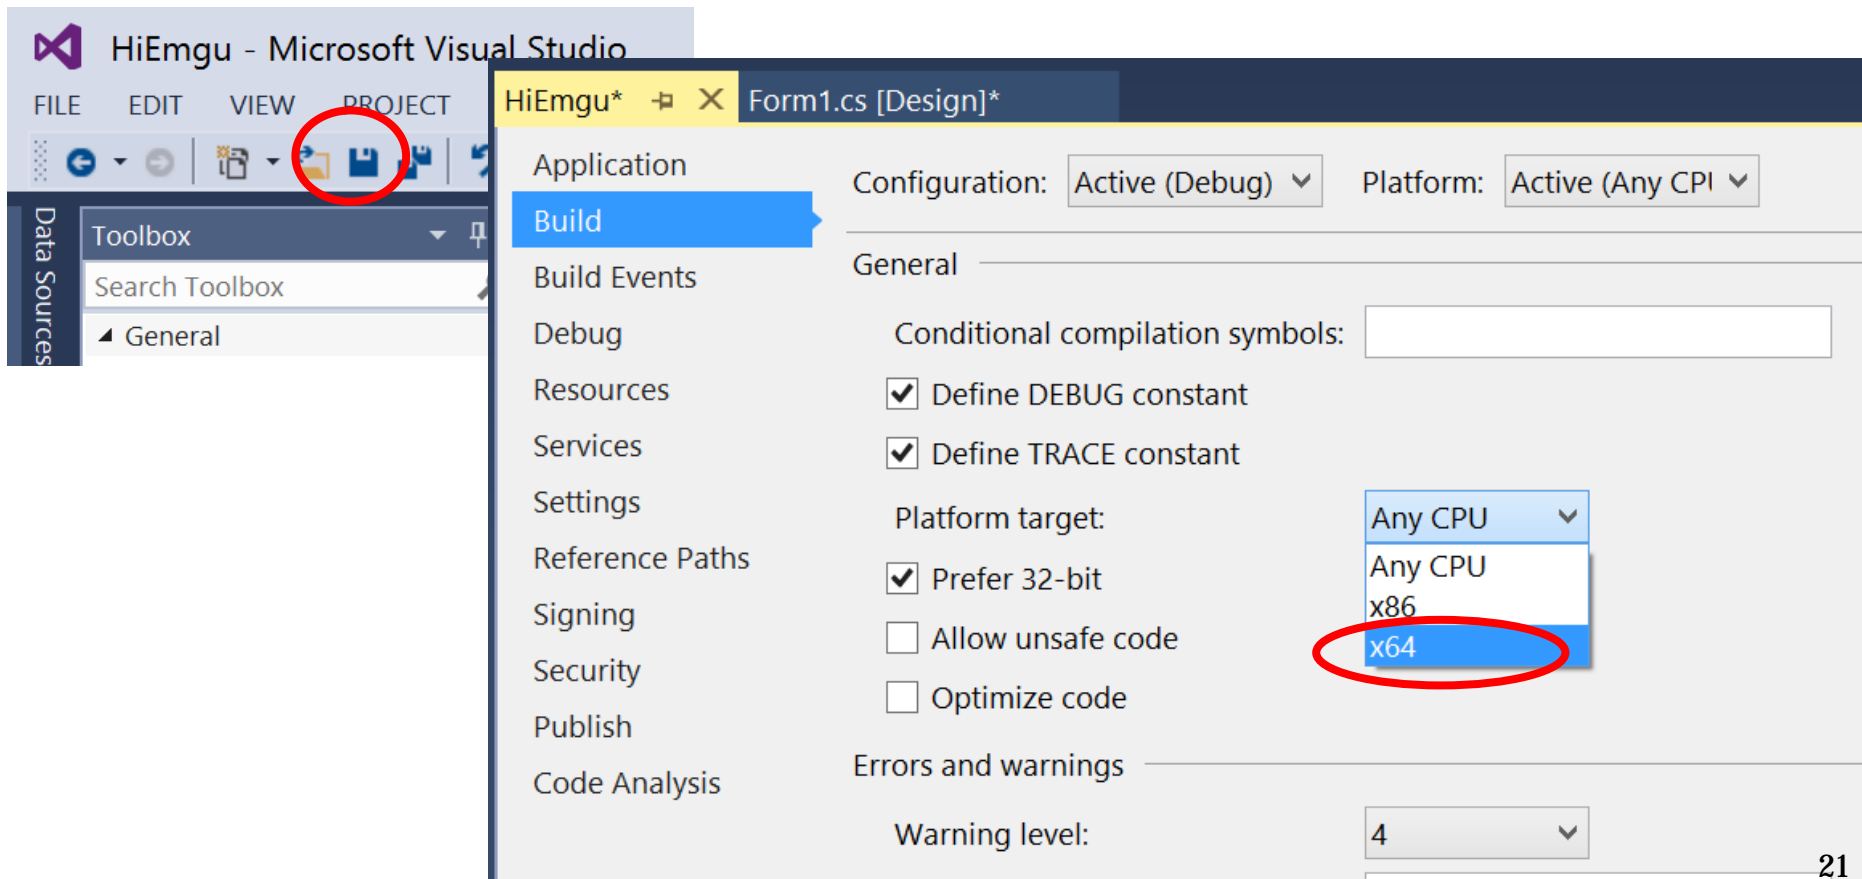 HiEmgu - Microsoft Visual Studio
FILE EDIT VIEW PROJECT
Data Sources
Toolbox
Search Toolbox
General
HiEmgu* Form1.cs [Design]*
Application
Build
Build Events
Debug
Resources
Services
Settings
Reference Paths
Signing
Security
Publish
Code Analysis
Configuration: Active (Debug) Platform: Active (Any CPU
General
Conditional compilation symbols:
Define DEBUG constant
Define TRACE constant
Platform target: Any CPU
Any CPU
x86
x64
Prefer 32-bit
Allow unsafe code
Optimize code
Errors and warnings
Warning level: 4
21